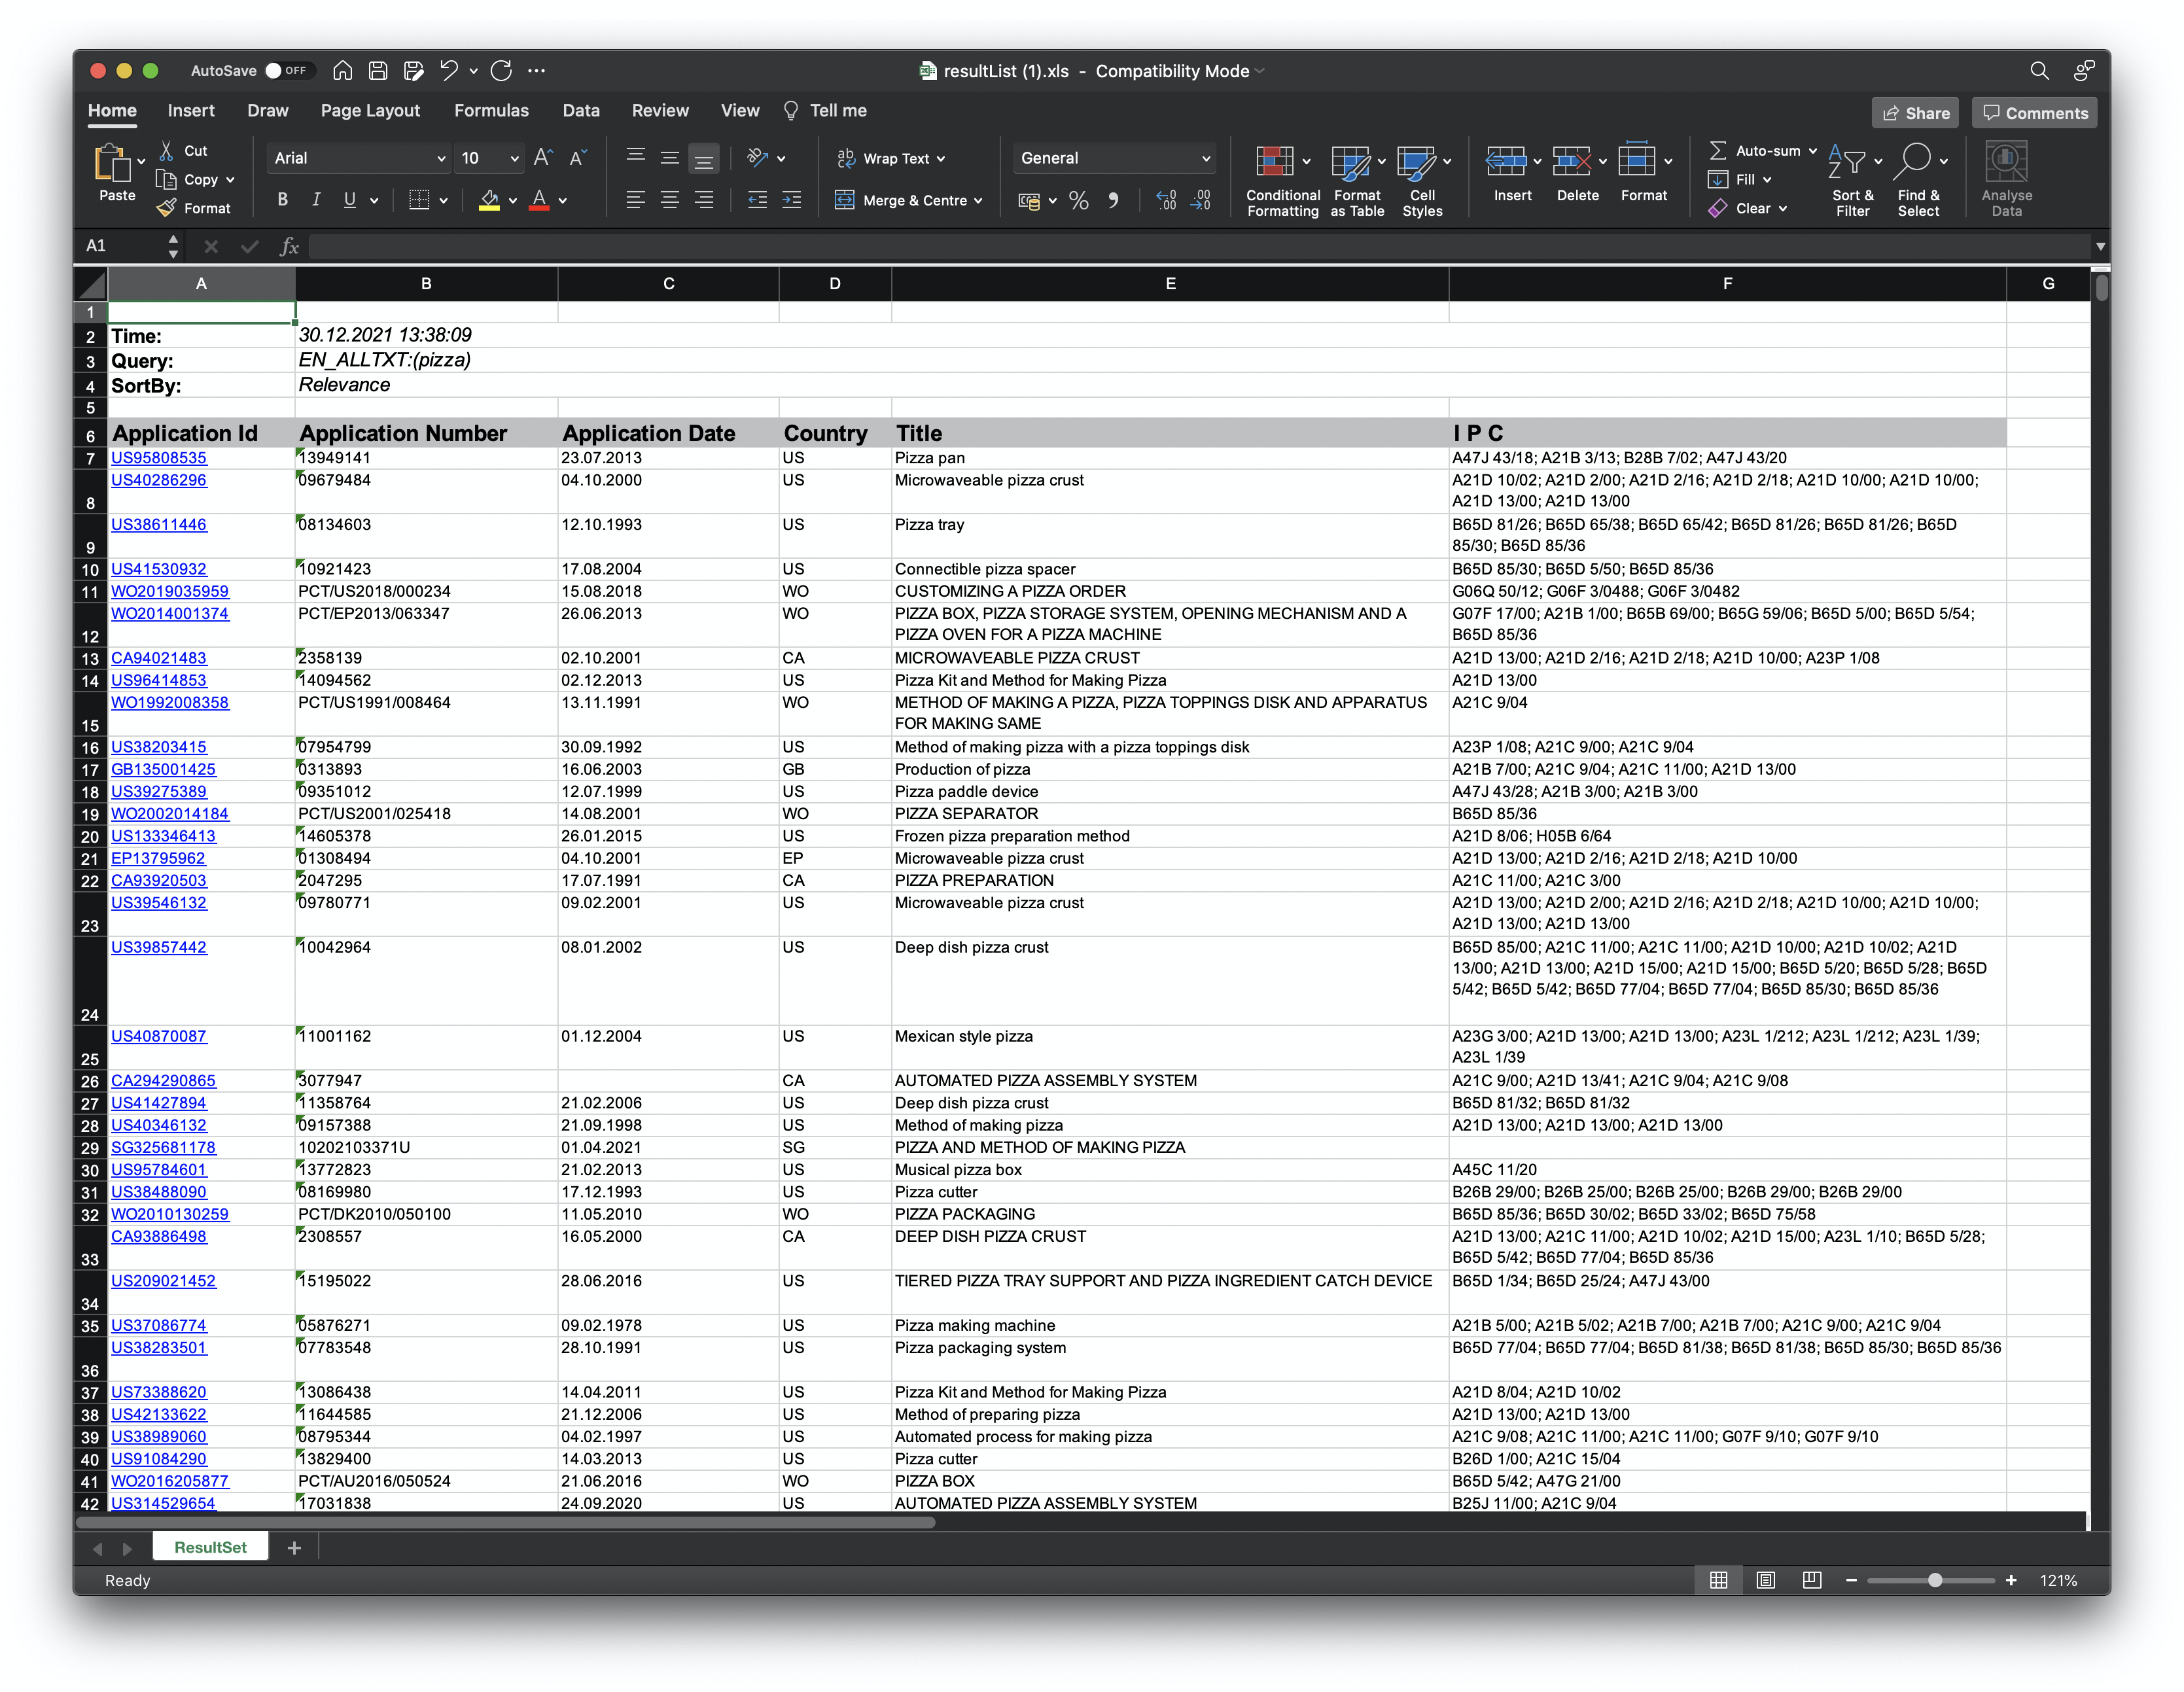 AutoSave OFF resultList (1).xls - Compatibility Mode
Home Insert Draw Page Layout Formulas Data Review View Tell me Share Comments
Paste Cut Copy Format
Arial 10 B I U
Wrap Text
Merge & Centre
General
% .00 .00
Conditional Formatting Format as Table Cell Styles Insert Delete Format
Auto-sum
Fill
Clear
Sort & Filter Find & Select Analyse Data
A1 fx
A B C D E F G
1
2 Time: 30.12.2021 13:38:09
3 Query: EN_ALLTXT:(pizza)
4 SortBy: Relevance
5
6 Application Id Application Number Application Date Country Title I P C
7 US95808535 13949141 23.07.2013 US Pizza pan A47J 43/18; A21B 3/13; B28B 7/02; A47J 43/20
8 US40286296 09679484 04.10.2000 US Microwaveable pizza crust A21D 10/02; A21D 2/00; A21D 2/16; A21D 2/18; A21D 10/00; A21D 10/00;
A21D 13/00; A21D 13/00
9 US38611446 08134603 12.10.1993 US Pizza tray B65D 81/26; B65D 65/38; B65D 65/42; B65D 81/26; B65D 81/26; B65D
85/30; B65D 85/36
10 US41530932 10921423 17.08.2004 US Connectible pizza spacer B65D 85/30; B65D 5/50; B65D 85/36
11 WO2019035959 PCT/US2018/000234 15.08.2018 WO CUSTOMIZING A PIZZA ORDER G06Q 50/12; G06F 3/0488; G06F 3/0482
12 WO2014001374 PCT/EP2013/063347 26.06.2013 WO PIZZA BOX, PIZZA STORAGE SYSTEM, OPENING MECHANISM AND A G07F 17/00; A21B 1/00; B65B 69/00; B65G 59/06; B65D 5/00; B65D 5/54;
PIZZA OVEN FOR A PIZZA MACHINE B65D 85/36
13 CA94021483 2358139 02.10.2001 CA MICROWAVEABLE PIZZA CRUST A21D 13/00; A21D 2/16; A21D 2/18; A21D 10/00; A23P 1/08
14 US96414853 14094562 02.12.2013 US Pizza Kit and Method for Making Pizza A21D 13/00
15 WO1992008358 PCT/US1991/008464 13.11.1991 WO METHOD OF MAKING A PIZZA, PIZZA TOPPINGS DISK AND APPARATUS A21C 9/04
FOR MAKING SAME
16 US38203415 07954799 30.09.1992 US Method of making pizza with a pizza toppings disk A23P 1/08; A21C 9/00; A21C 9/04
17 GB135001425 0313893 16.06.2003 GB Production of pizza A21B 7/00; A21C 9/04; A21C 11/00; A21D 13/00
18 US39275389 09351012 12.07.1999 US Pizza paddle device A47J 43/28; A21B 3/00; A21B 3/00
19 WO2002014184 PCT/US2001/025418 14.08.2001 WO PIZZA SEPARATOR B65D 85/36
20 US133346413 14605378 26.01.2015 US Frozen pizza preparation method A21D 8/06; H05B 6/64
21 EP13795962 01308494 04.10.2001 EP Microwaveable pizza crust A21D 13/00; A21D 2/16; A21D 2/18; A21D 10/00
22 CA93920503 2047295 17.07.1991 CA PIZZA PREPARATION A21C 11/00; A21C 3/00
23 US39546132 09780771 09.02.2001 US Microwaveable pizza crust A21D 13/00; A21D 2/00; A21D 2/16; A21D 2/18; A21D 10/00; A21D 10/00;
A21D 13/00; A21D 13/00
24 US39857442 10042964 08.01.2002 US Deep dish pizza crust B65D 85/00; A21C 11/00; A21C 11/00; A21D 10/00; A21D 10/02; A21D
13/00; A21D 13/00; A21D 15/00; A21D 15/00; B65D 5/20; B65D 5/28; B65D
5/42; B65D 5/42; B65D 77/04; B65D 77/04; B65D 85/30; B65D 85/36
25 US40870087 11001162 01.12.2004 US Mexican style pizza A23G 3/00; A21D 13/00; A21D 13/00; A23L 1/212; A23L 1/212; A23L 1/39;
A23L 1/39
26 CA294290865 3077947 CA AUTOMATED PIZZA ASSEMBLY SYSTEM A21C 9/00; A21D 13/41; A21C 9/04; A21C 9/08
27 US41427894 11358764 21.02.2006 US Deep dish pizza crust B65D 81/32; B65D 81/32
28 US40346132 09157388 21.09.1998 US Method of making pizza A21D 13/00; A21D 13/00; A21D 13/00
29 SG325681178 10202103371U 01.04.2021 SG PIZZA AND METHOD OF MAKING PIZZA
30 US95784601 13772823 21.02.2013 US Musical pizza box A45C 11/20
31 US38488090 08169980 17.12.1993 US Pizza cutter B26B 29/00; B26B 25/00; B26B 25/00; B26B 29/00; B26B 29/00
32 WO2010130259 PCT/DK2010/050100 11.05.2010 WO PIZZA PACKAGING B65D 85/36; B65D 30/02; B65D 33/02; B65D 75/58
33 CA93886498 2308557 16.05.2000 CA DEEP DISH PIZZA CRUST A21D 13/00; A21C 11/00; A21D 10/02; A21D 15/00; A23L 1/10; B65D 5/28;
B65D 5/42; B65D 77/04; B65D 85/36
34 US209021452 15195022 28.06.2016 US TIERED PIZZA TRAY SUPPORT AND PIZZA INGREDIENT CATCH DEVICE B65D 1/34; B65D 25/24; A47J 43/00
35 US37086774 05876271 09.02.1978 US Pizza making machine A21B 5/00; A21B 5/02; A21B 7/00; A21B 7/00; A21C 9/00; A21C 9/04
36 US38283501 07783548 28.10.1991 US Pizza packaging system B65D 77/04; B65D 77/04; B65D 81/38; B65D 81/38; B65D 85/30; B65D 85/36
37 US73388620 13086438 14.04.2011 US Pizza Kit and Method for Making Pizza A21D 8/04; A21D 10/02
38 US42133622 11644585 21.12.2006 US Method of preparing pizza A21D 13/00; A21D 13/00
39 US38989060 08795344 04.02.1997 US Automated process for making pizza A21C 9/08; A21C 11/00; A21C 11/00; G07F 9/10; G07F 9/10
40 US91084290 13829400 14.03.2013 US Pizza cutter B26D 1/00; A21C 15/04
41 WO2016205877 PCT/AU2016/050524 21.06.2016 WO PIZZA BOX B65D 5/42; A47G 21/00
42 US314529654 17031838 24.09.2020 US AUTOMATED PIZZA ASSEMBLY SYSTEM B25J 11/00; A21C 9/04
ResultSet
Ready 121%